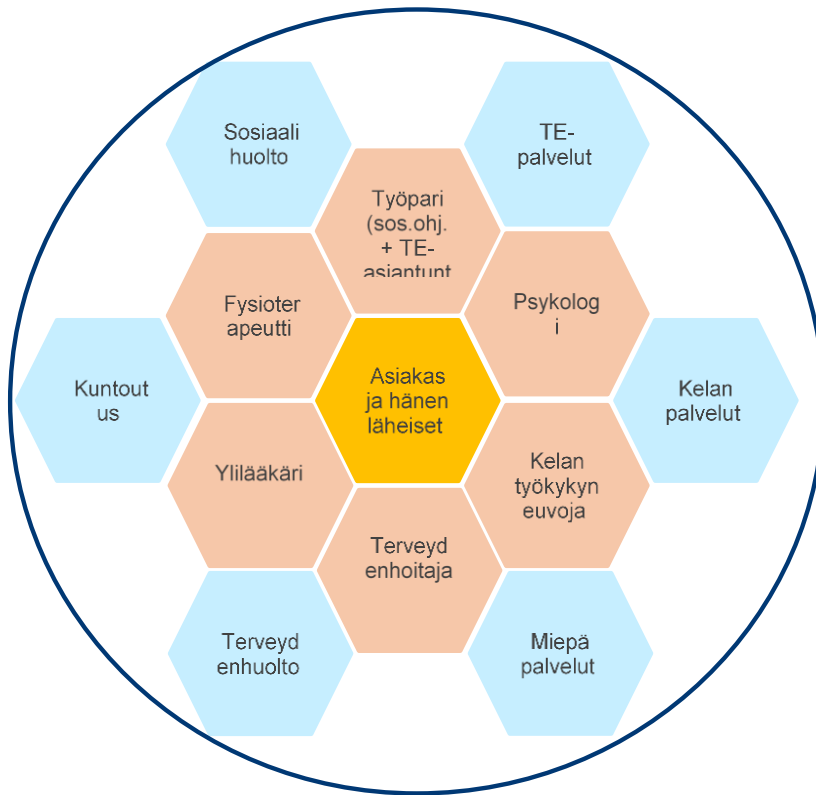 Sosiaali
huolto
TE-
palvelut
Työpari
(sos.ohj.
+ TE-
asiantunt
Fysioter
apeutti
Psykolog
i
Kuntout
us
Asiakas
ja hänen
läheiset
Kelan
palvelut
Ylilääkäri
Kelan
työkykyn
euvoja
Terveyd
enhoitaja
Terveyd
enhuolto
Miepä
palvelut